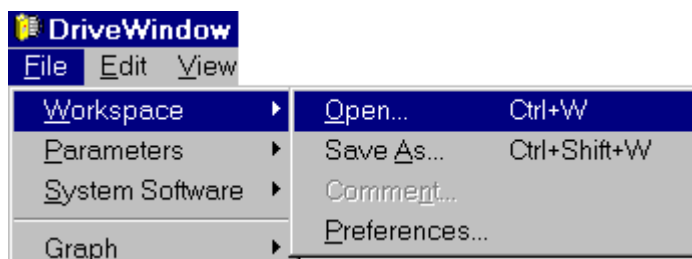 DriveWindow
File Edit View
Workspace Open... Ctrl+W
Parameters Save As... Ctrl+Shift+W
System Software Comment...
Preferences...
Graph